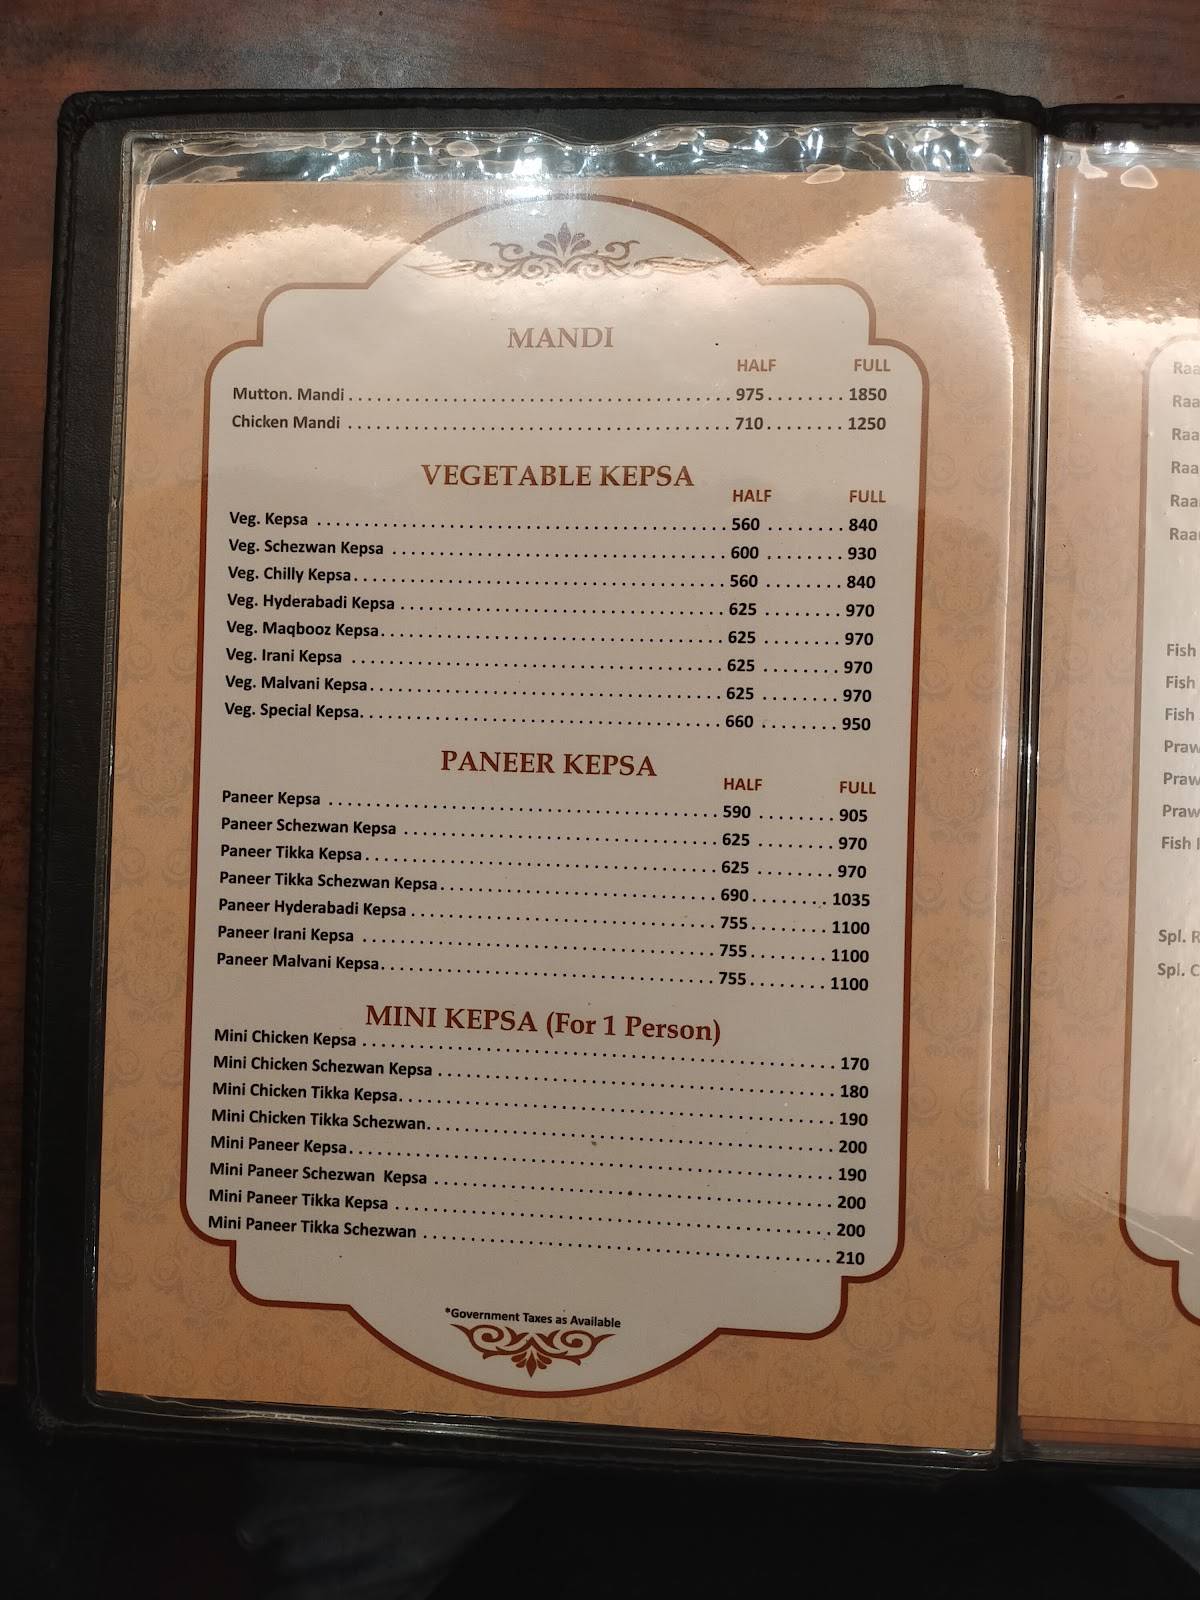 MANDI
HALF FULL
Mutton. Mandi 975 1850
Chicken Mandi 710 1250
VEGETABLE KEPSA
HALF FULL
Veg. Kepsa 560 840
Veg. Schezwan Kepsa 600 930
Veg. Chilly Kepsa 560 840
Veg. Hyderabadi Kepsa 625 970
Veg. Maqbooz Kepsa 625 970
Veg. Irani Kepsa 625 970
Veg. Malvani Kepsa 625 970
Veg. Special Kepsa 660 950
PANEER KEPSA
HALF FULL
Paneer Kepsa 590 905
Paneer Schezwan Kepsa 625 970
Paneer Tikka Kepsa 625 970
Paneer Tikka Schezwan Kepsa 690 1035
Paneer Hyderabadi Kepsa 755 1100
Paneer Irani Kepsa 755 1100
Paneer Malvani Kepsa 755 1100
MINI KEPSA (For 1 Person)
Mini Chicken Kepsa 170
Mini Chicken Schezwan Kepsa 180
Mini Chicken Tikka Kepsa 190
Mini Chicken Tikka Schezwan 200
Mini Paneer Kepsa 190
Mini Paneer Schezwan Kepsa 200
Mini Paneer Tikka Kepsa 200
Mini Paneer Tikka Schezwan 210
*Government Taxes as Available
Fish
Fish
Fish
Fish
Spl.
Spl.